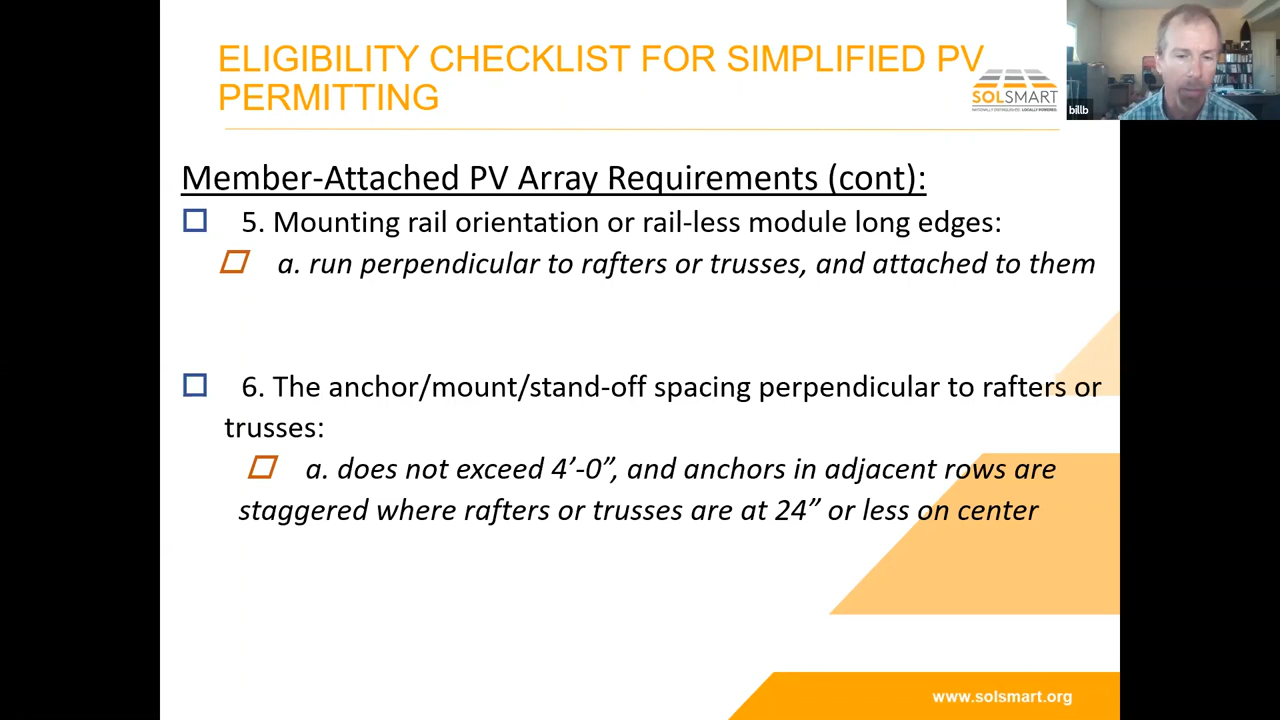 ELIGIBILITY CHECKLIST FOR SIMPLIFIED PV
PERMITTING
SOLSMART
NATIONALLY DISTINGUISHED. LOCALLY POWERED.
billb
Member-Attached PV Array Requirements (cont):
5. Mounting rail orientation or rail-less module long edges:
a. run perpendicular to rafters or trusses, and attached to them
6. The anchor/mount/stand-off spacing perpendicular to rafters or
trusses:
a. does not exceed 4’-0”, and anchors in adjacent rows are
staggered where rafters or trusses are at 24” or less on center
www.solsmart.org